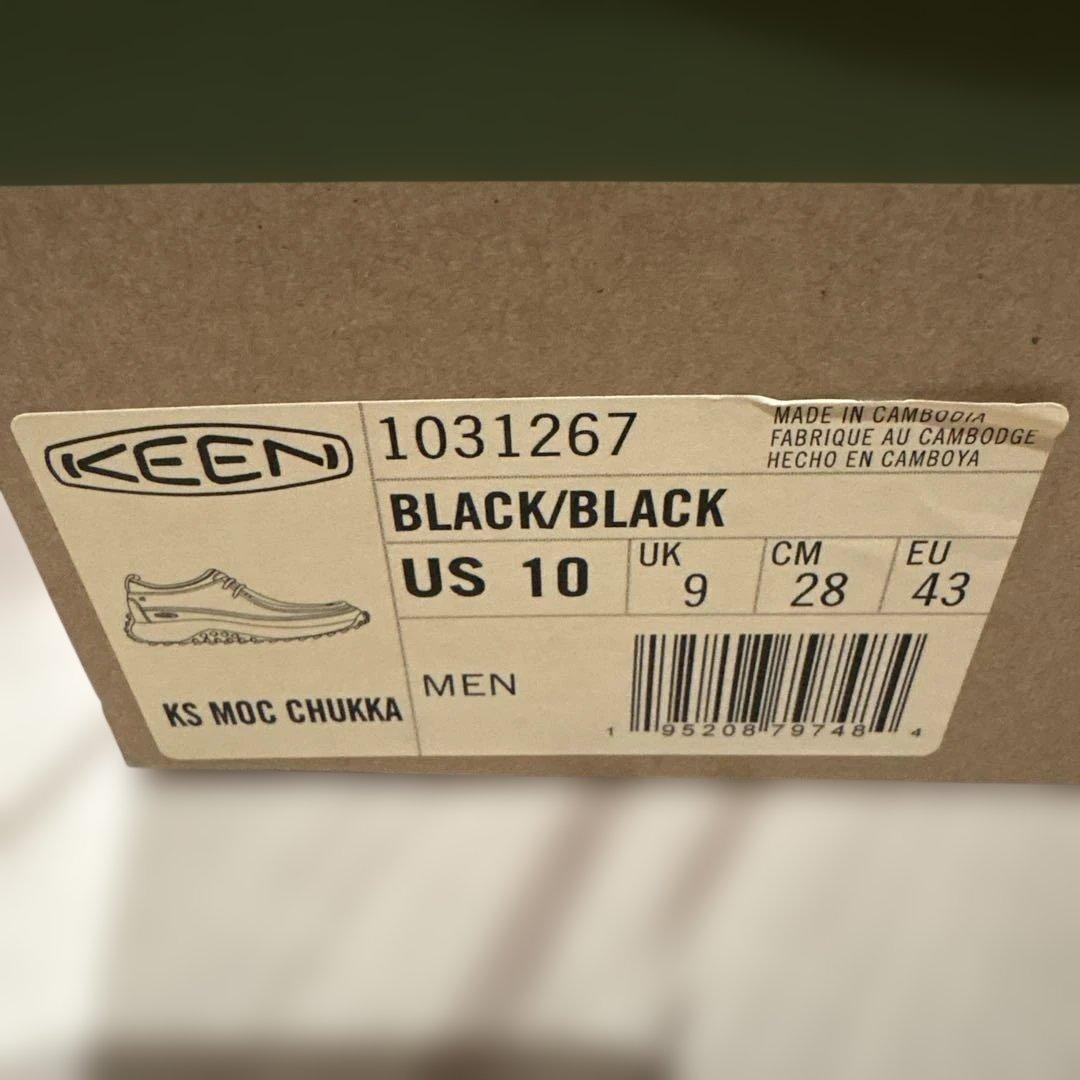 KEEN
1031267
MADE IN CAMBODIA
FABRIQUE AU CAMBODGE
HECHO EN CAMBOYA
BLACK/BLACK
US 10
UK 9
CM 28
EU 43
KS MOC CHUKKA
MEN
1 95208 79748 4